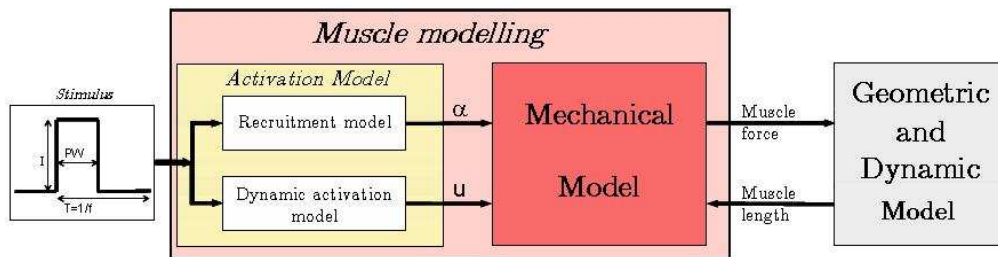 Muscle modelling
Activation Model
Stimulus
I
PW
T=1/f
Recruitment model
Dynamic activation
model
α
u
Mechanical
Model
Muscle
force
Muscle
length
Geometric
and
Dynamic
Model